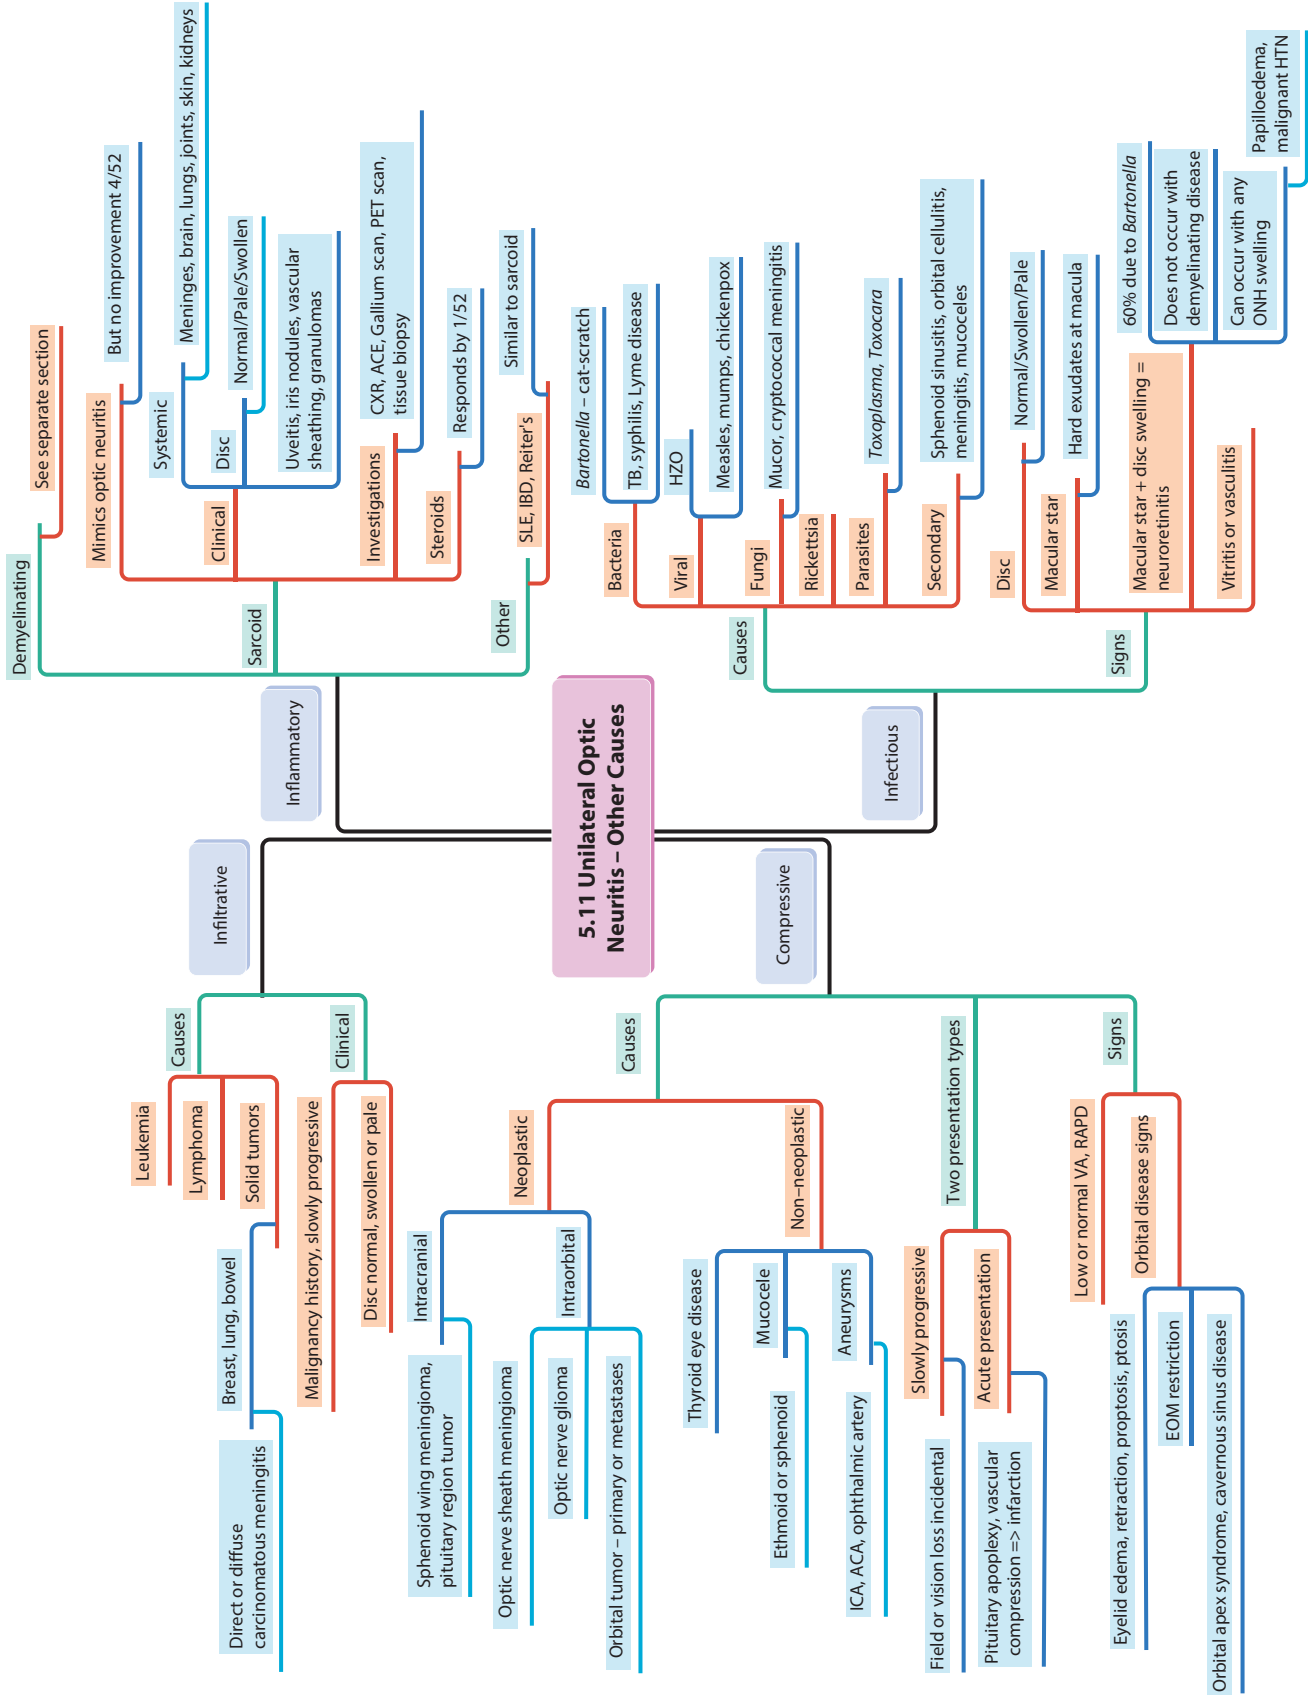 5.11 Unilateral Optic
Neuritis – Other Causes
Infiltrative
Causes
Leukemia
Lymphoma
Solid tumors
Breast, lung, bowel
Direct or diffuse
carcinomatous meningitis
Clinical
Malignancy history, slowly progressive
Disc normal, swollen or pale
Compressive
Causes
Neoplastic
Intracranial
Sphenoid wing meningioma,
pituitary region tumor
Intraorbital
Optic nerve sheath meningioma
Optic nerve glioma
Orbital tumor – primary or metastases
Non–neoplastic
Thyroid eye disease
Mucocele
Ethmoid or sphenoid
Aneurysms
ICA, ACA, ophthalmic artery
Two presentation types
Slowly progressive
Field or vision loss incidental
Acute presentation
Pituitary apoplexy, vascular
compression => infarction
Signs
Low or normal VA, RAPD
Orbital disease signs
Eyelid edema, retraction, proptosis, ptosis
EOM restriction
Orbital apex syndrome, cavernous sinus disease
Inflammatory
Demyelinating
See separate section
Sarcoid
Mimics optic neuritis
But no improvement 4/52
Clinical
Systemic
Meninges, brain, lungs, joints, skin, kidneys
Disc
Normal/Pale/Swollen
Uveitis, iris nodules, vascular
sheathing, granulomas
Investigations
CXR, ACE, Gallium scan, PET scan,
tissue biopsy
Steroids
Responds by 1/52
Other
SLE, IBD, Reiter's
Similar to sarcoid
Infectious
Causes
Bacteria
Bartonella – cat-scratch
TB, syphilis, Lyme disease
Viral
HZO
Measles, mumps, chickenpox
Fungi
Mucor, cryptococcal meningitis
Rickettsia
Parasites
Toxoplasma, Toxocara
Secondary
Sphenoid sinusitis, orbital cellulitis,
meningitis, mucoceles
Signs
Disc
Normal/Swollen/Pale
Macular star
Hard exudates at macula
Macular star + disc swelling =
neuroretinitis
60% due to Bartonella
Does not occur with
demyelinating disease
Can occur with any
ONH swelling
Papilloedema,
malignant HTN
Vitritis or vasculitis